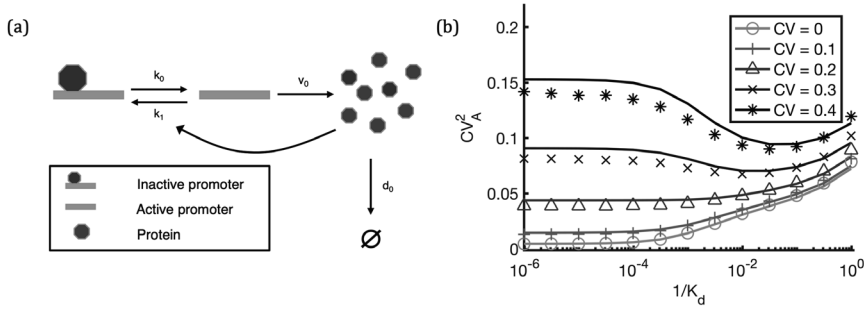 (a)
k₀
k₁
v₀
d₀
∅
Inactive promoter
Active promoter
Protein
(b)
CV = 0
CV = 0.1
CV = 0.2
CV = 0.3
CV = 0.4
0.2
0.15
0.1
0.05
0
CV²_A
10⁻⁶ 10⁻⁴ 10⁻² 10⁰
1/K_d